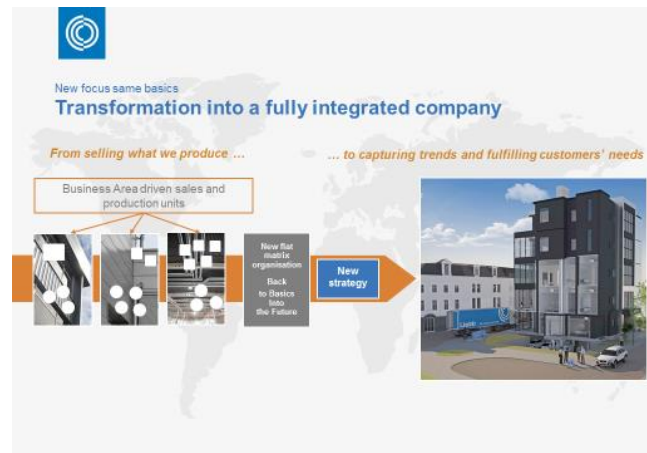 New focus same basics
Transformation into a fully integrated company
From selling what we produce ...
... to capturing trends and fulfilling customers' needs
Business Area driven sales and
production units
New flat
matrix
organisation
Back
to Basics
Into
the Future
New
strategy